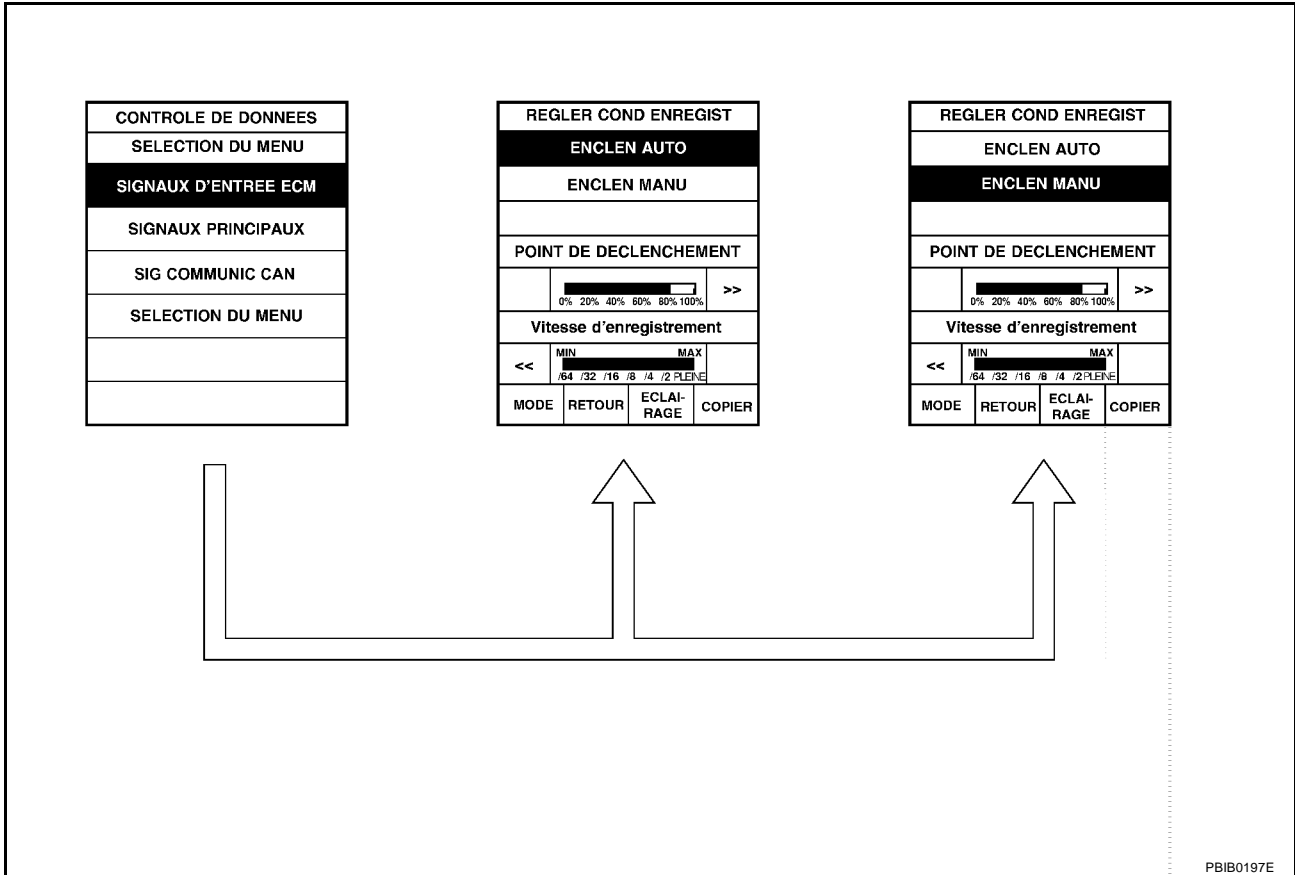 CONTROLE DE DONNEES
SELECTION DU MENU
SIGNAUX D'ENTREE ECM
SIGNAUX PRINCIPAUX
SIG COMMUNIC CAN
SELECTION DU MENU
REGLER COND ENREGIST
ENCLEN AUTO
ENCLEN MANU
POINT DE DECLENCHEMENT
>>
0% 20% 40% 60% 80% 100%
Vitesse d'enregistrement
MIN MAX
<<
/64 /32 /16 /8 /4 /2 PLEINE
MODE RETOUR ECLAI-
RAGE COPIER
REGLER COND ENREGIST
ENCLEN AUTO
ENCLEN MANU
POINT DE DECLENCHEMENT
>>
0% 20% 40% 60% 80% 100%
Vitesse d'enregistrement
MIN MAX
<<
/64 /32 /16 /8 /4 /2 PLEINE
MODE RETOUR ECLAI-
RAGE COPIER
PBIB0197E